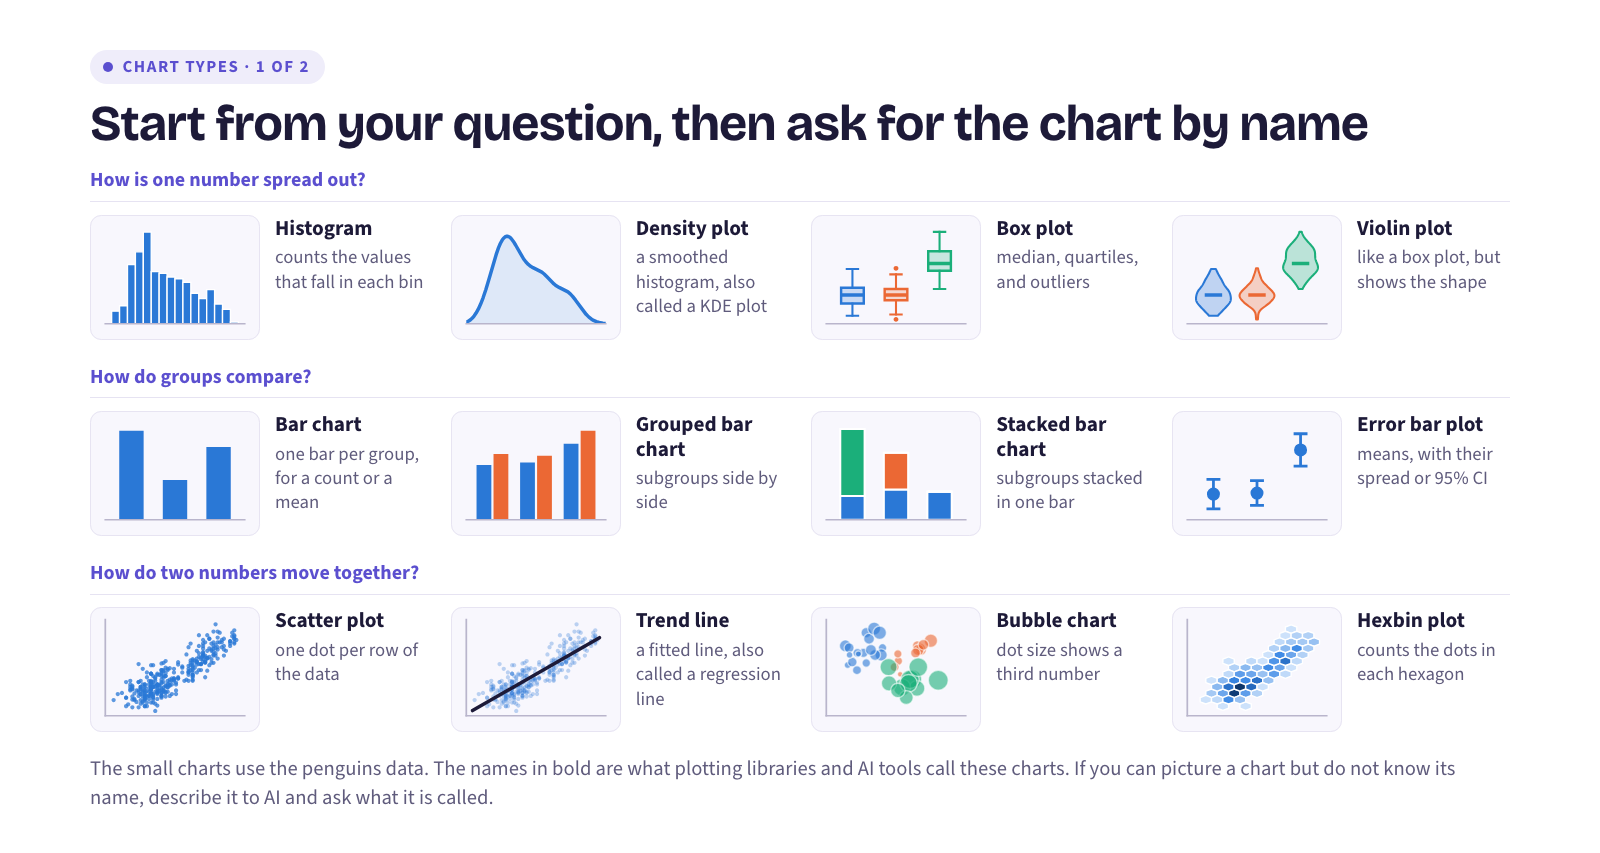 CHART TYPES · 1 OF 2
Start from your question, then ask for the chart by name
How is one number spread out?
Histogram
counts the values
that fall in each bin
Density plot
a smoothed
histogram, also
called a KDE plot
Box plot
median, quartiles,
and outliers
Violin plot
like a box plot, but
shows the shape
How do groups compare?
Bar chart
one bar per group,
for a count or a
mean
Grouped bar
chart
subgroups side by
side
Stacked bar
chart
subgroups stacked
in one bar
Error bar plot
means, with their
spread or 95% CI
How do two numbers move together?
Scatter plot
one dot per row of
the data
Trend line
a fitted line, also
called a regression
line
Bubble chart
dot size shows a
third number
Hexbin plot
counts the dots in
each hexagon
The small charts use the penguins data. The names in bold are what plotting libraries and AI tools call these charts. If you can picture a chart but do not know its
name, describe it to AI and ask what it is called.